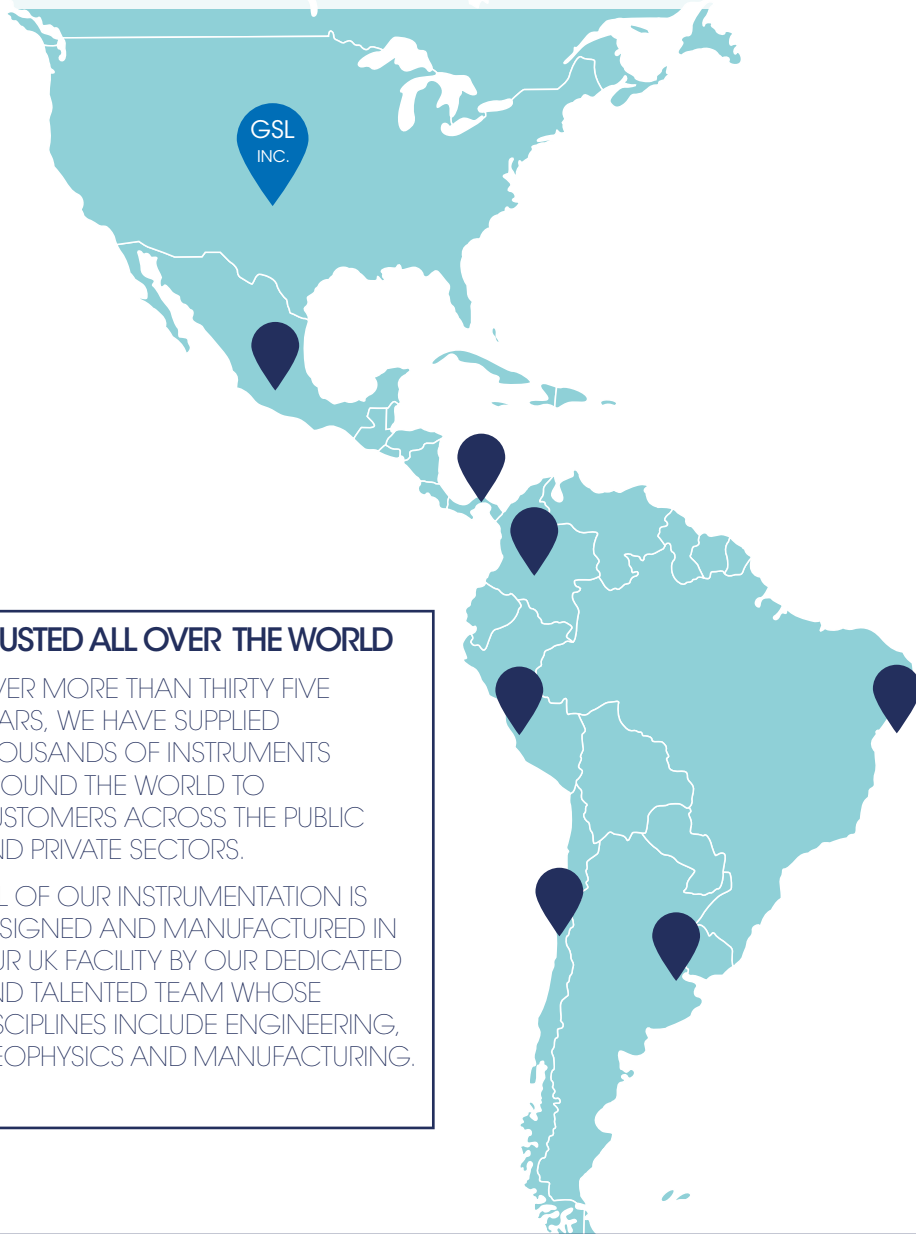 GSL
INC.
USTED ALL OVER THE WORLD
VER MORE THAN THIRTY FIVE
ARS, WE HAVE SUPPLIED
OUSANDS OF INSTRUMENTS
OUND THE WORLD TO
USTOMERS ACROSS THE PUBLIC
ND PRIVATE SECTORS.
L OF OUR INSTRUMENTATION IS
SIGNED AND MANUFACTURED IN
UR UK FACILITY BY OUR DEDICATED
ND TALENTED TEAM WHOSE
SCIPLINES INCLUDE ENGINEERING,
EOPHYSICS AND MANUFACTURING.